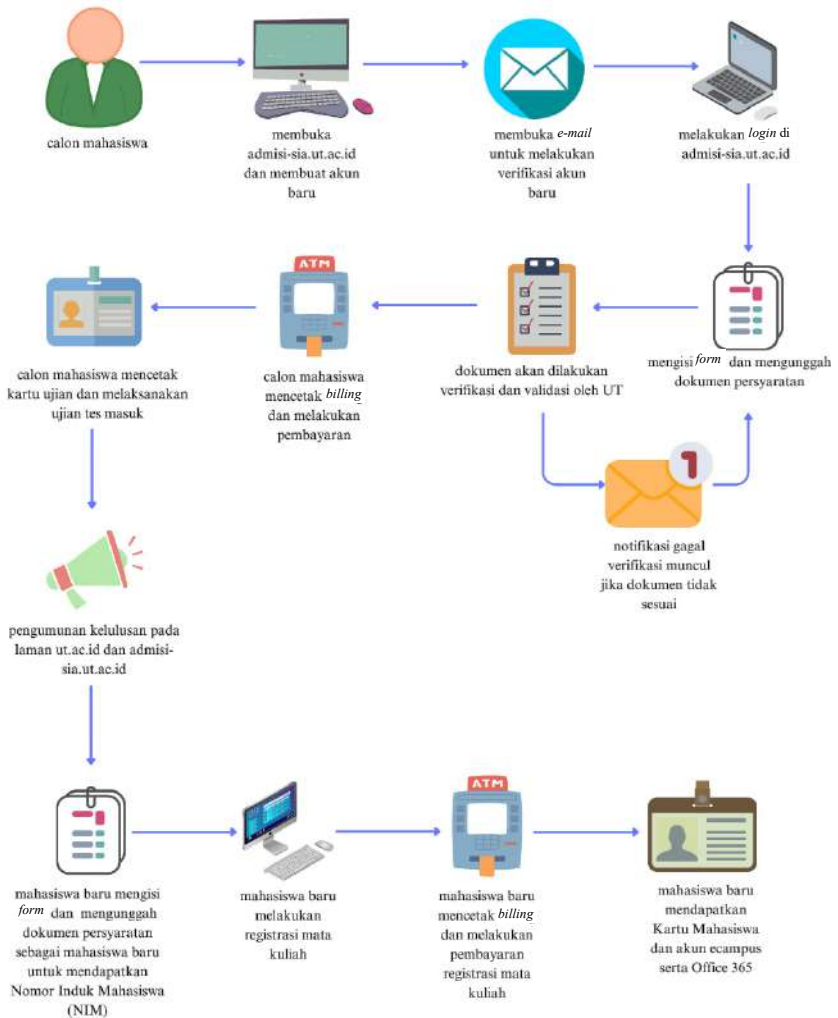 calon mahasiswa
membuka
admisi-sia.ut.ac.id
dan membuat akun
baru
membuka e-mail
untuk melakukan
verifikasi akun
baru
melakukan login di
admisi-sia.ut.ac.id
ATM
calon mahasiswa mencetak
kartu ujian dan melaksanakan
ujian tes masuk
calon mahasiswa
mencetak billing
dan melakukan
pembayaran
dokumen akan dilakukan
verifikasi dan validasi oleh UT
mengisi form dan mengunggah
dokumen persyaratan
1
notifikasi gagal
verifikasi muncul
jika dokumen tidak
sesuai
pengumunan kelulusan pada
laman ut.ac.id dan admisi-
sia.ut.ac.id
ATM
mahasiswa baru mengisi
form dan mengunggah
dokumen persyaratan
sebagai mahasiswa baru
untuk mendapatkan
Nomor Induk Mahasiswa
(NIM)
mahasiswa baru
melakukan
registrasi mata
kuliah
mahasiswa baru
mencetak billing
dan melakukan
pembayaran
registrasi mata
kuliah
mahasiswa baru
mendapatkan
Kartu Mahasiswa
dan akun ecampus
serta Office 365